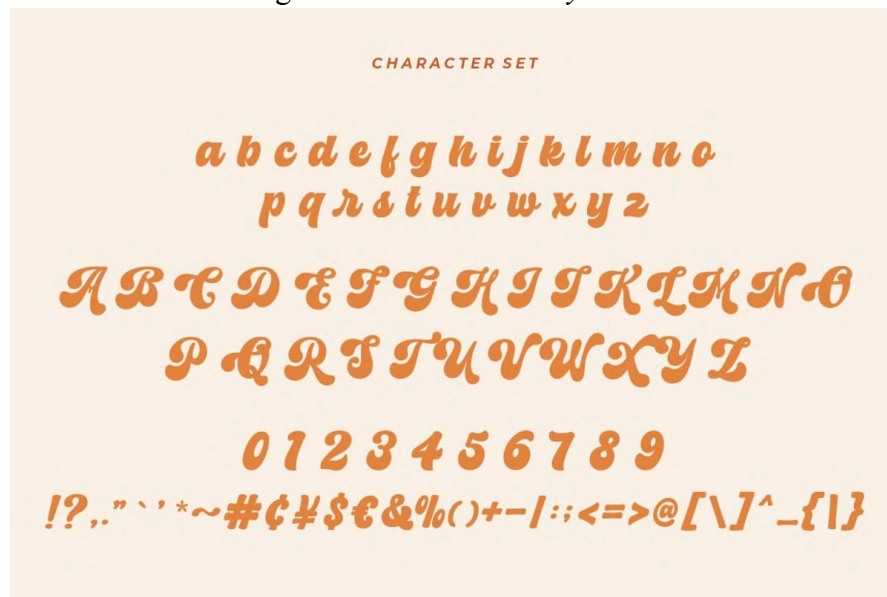 CHARACTER SET
a b c d e f g h i j k l m n o
p q r s t u v w x y z
A B C D E F G H I J K L M N O
P Q R S T U V W X Y Z
0 1 2 3 4 5 6 7 8 9
!?,.”`’*~#¢¥$€&%()+-/:;<=>@[\]^_{|}